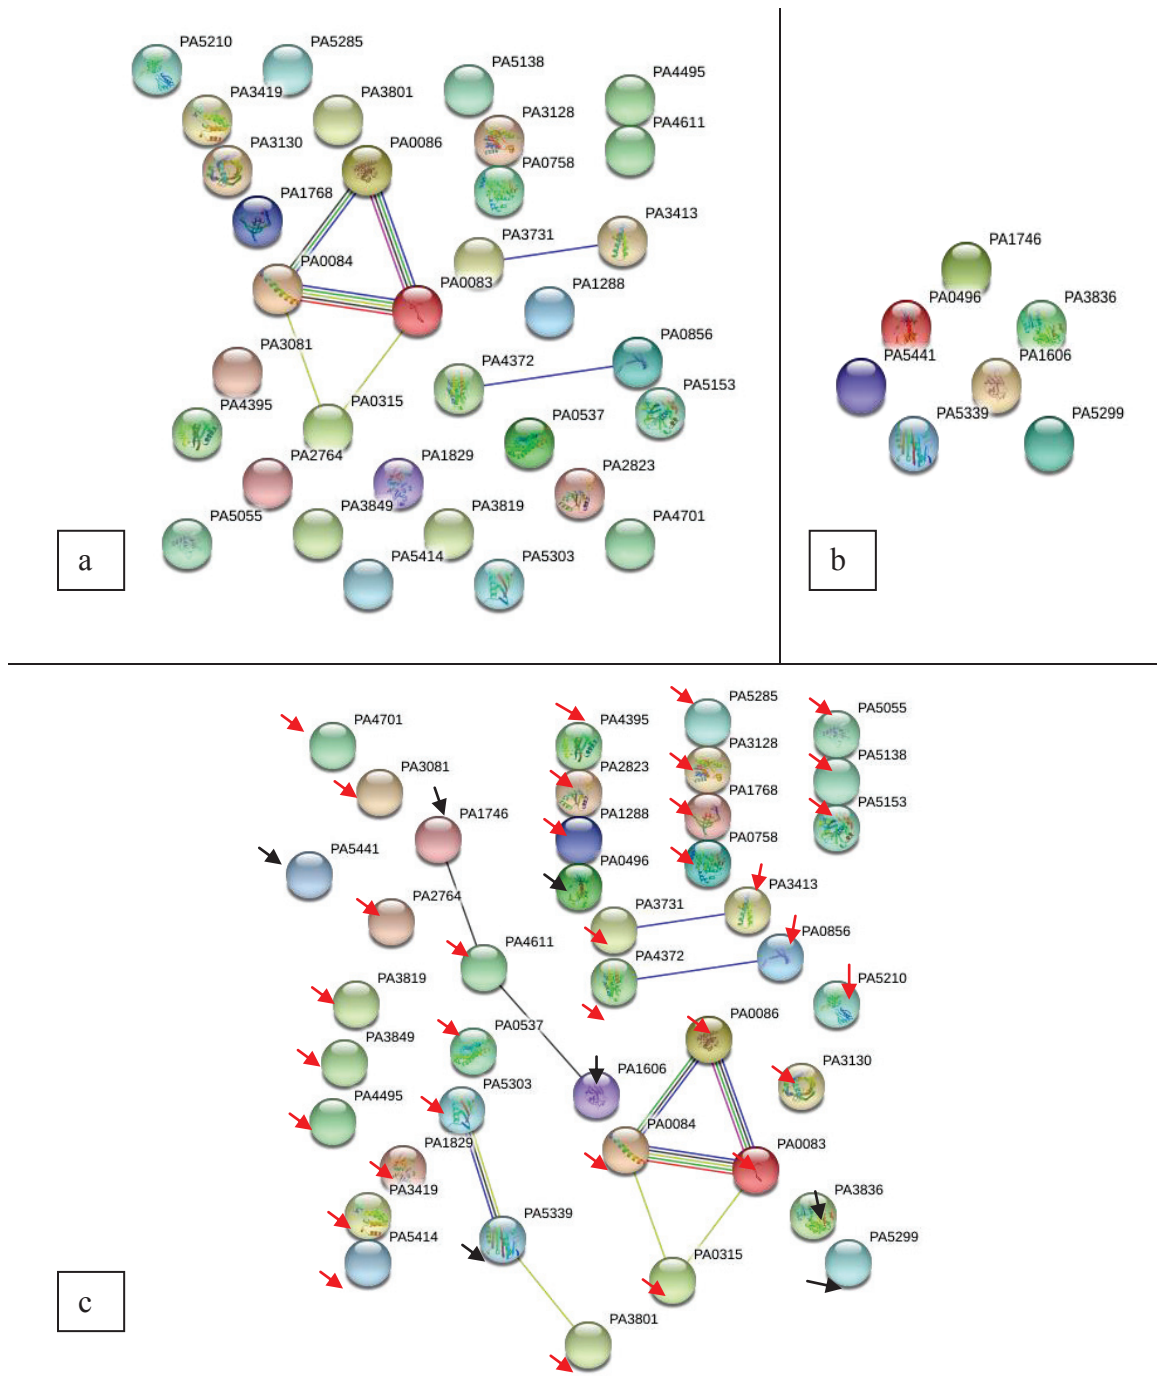 PA5210
PA5285
PA5138
PA4495
PA3419
PA3801
PA3128
PA4611
PA3130
PA0086
PA0758
PA1768
PA3413
PA3731
PA0084
PA0083
PA1288
PA0856
PA3081
PA4372
PA5153
PA4395
PA0315
PA0537
PA2764
PA1829
PA2823
PA5055
PA3849
PA3819
PA4701
PA5414
PA5303
a
PA1746
PA0496
PA3836
PA5441
PA1606
PA5339
PA5299
b
PA4701
PA4395
PA5285
PA5055
PA3081
PA2823
PA3128
PA5138
PA1746
PA1288
PA1768
PA5153
PA5441
PA0496
PA0758
PA2764
PA3731
PA3413
PA4611
PA4372
PA0856
PA3819
PA5210
PA3849
PA0537
PA0086
PA4495
PA5303
PA1606
PA3130
PA1829
PA0084
PA0083
PA3419
PA5339
PA3836
PA5414
PA0315
PA5299
PA3801
c